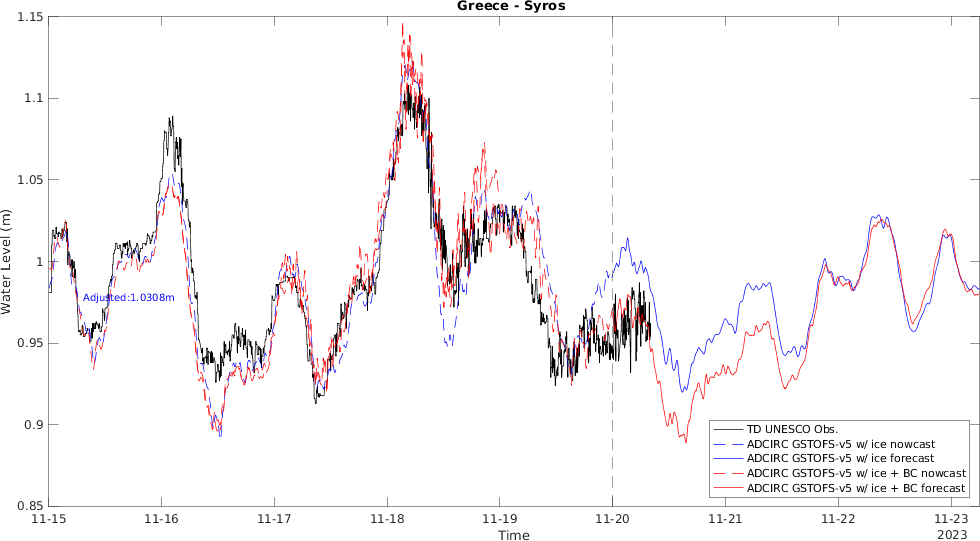 Greece - Syros
1.15
1.1
1.05
1
0.95
0.9
0.85
Water Level (m)
Adjusted:1.0308m
TD UNESCO Obs.
ADCIRC GSTOFS-v5 w/ ice nowcast
ADCIRC GSTOFS-v5 w/ ice forecast
ADCIRC GSTOFS-v5 w/ ice + BC nowcast
ADCIRC GSTOFS-v5 w/ ice + BC forecast
11-15 11-16 11-17 11-18 11-19 11-20 11-21 11-22 11-23
Time 2023